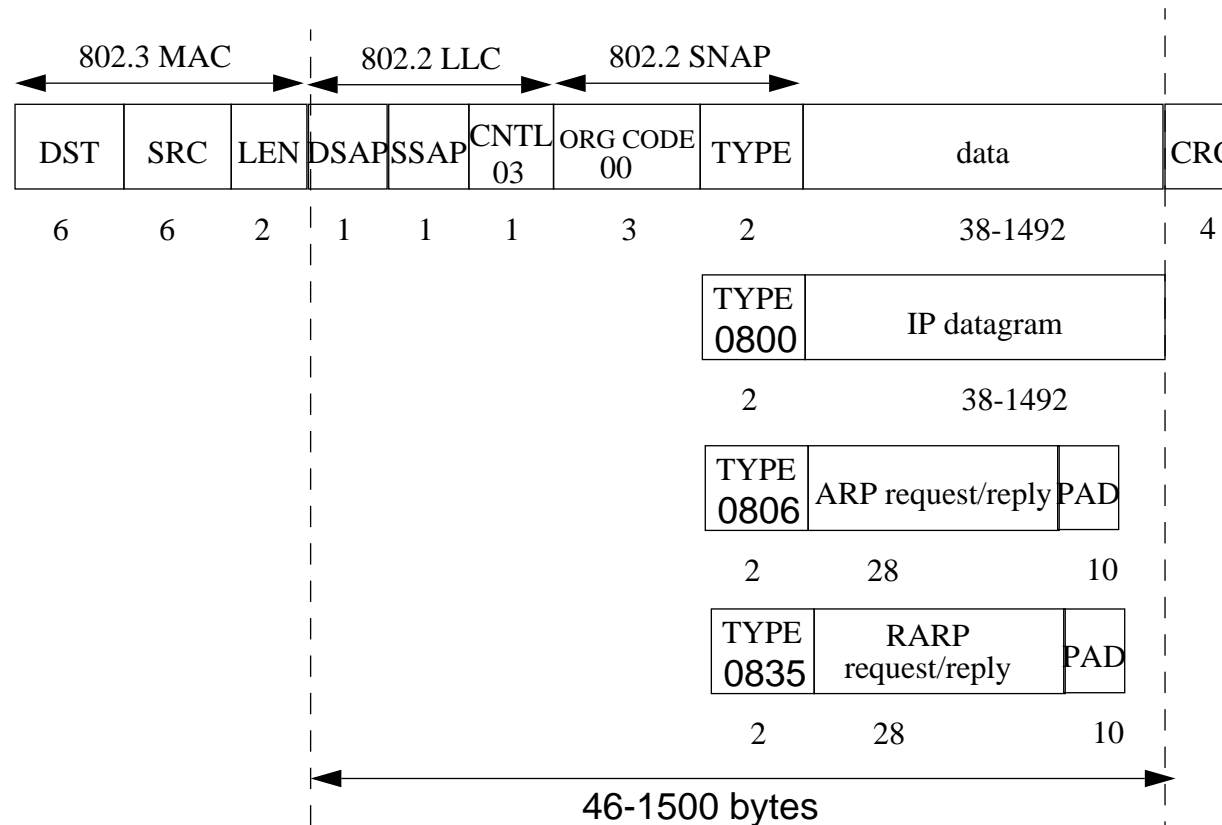 802.3 MAC 802.2 LLC 802.2 SNAP
DST SRC LEN DSAP SSAP CNTL 03 ORG CODE 00 TYPE data CRC
6 6 2 1 1 1 3 2 38-1492 4
TYPE 0800 IP datagram
2 38-1492
TYPE 0806 ARP request/reply PAD
2 28 10
TYPE 0835 RARP request/reply PAD
2 28 10
46-1500 bytes